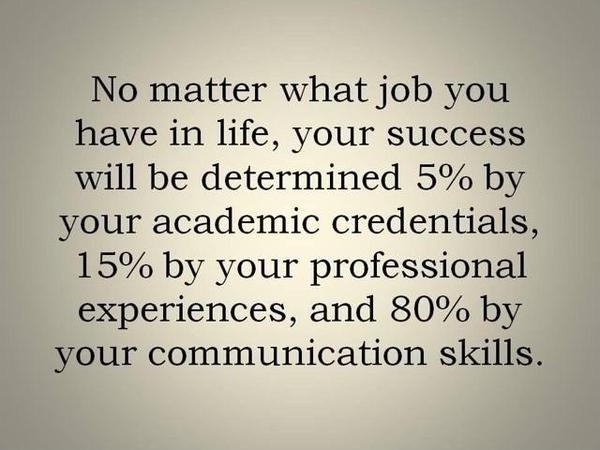 No matter what job you
have in life, your success
will be determined 5% by
your academic credentials,
15% by your professional
experiences, and 80% by
your communication skills.